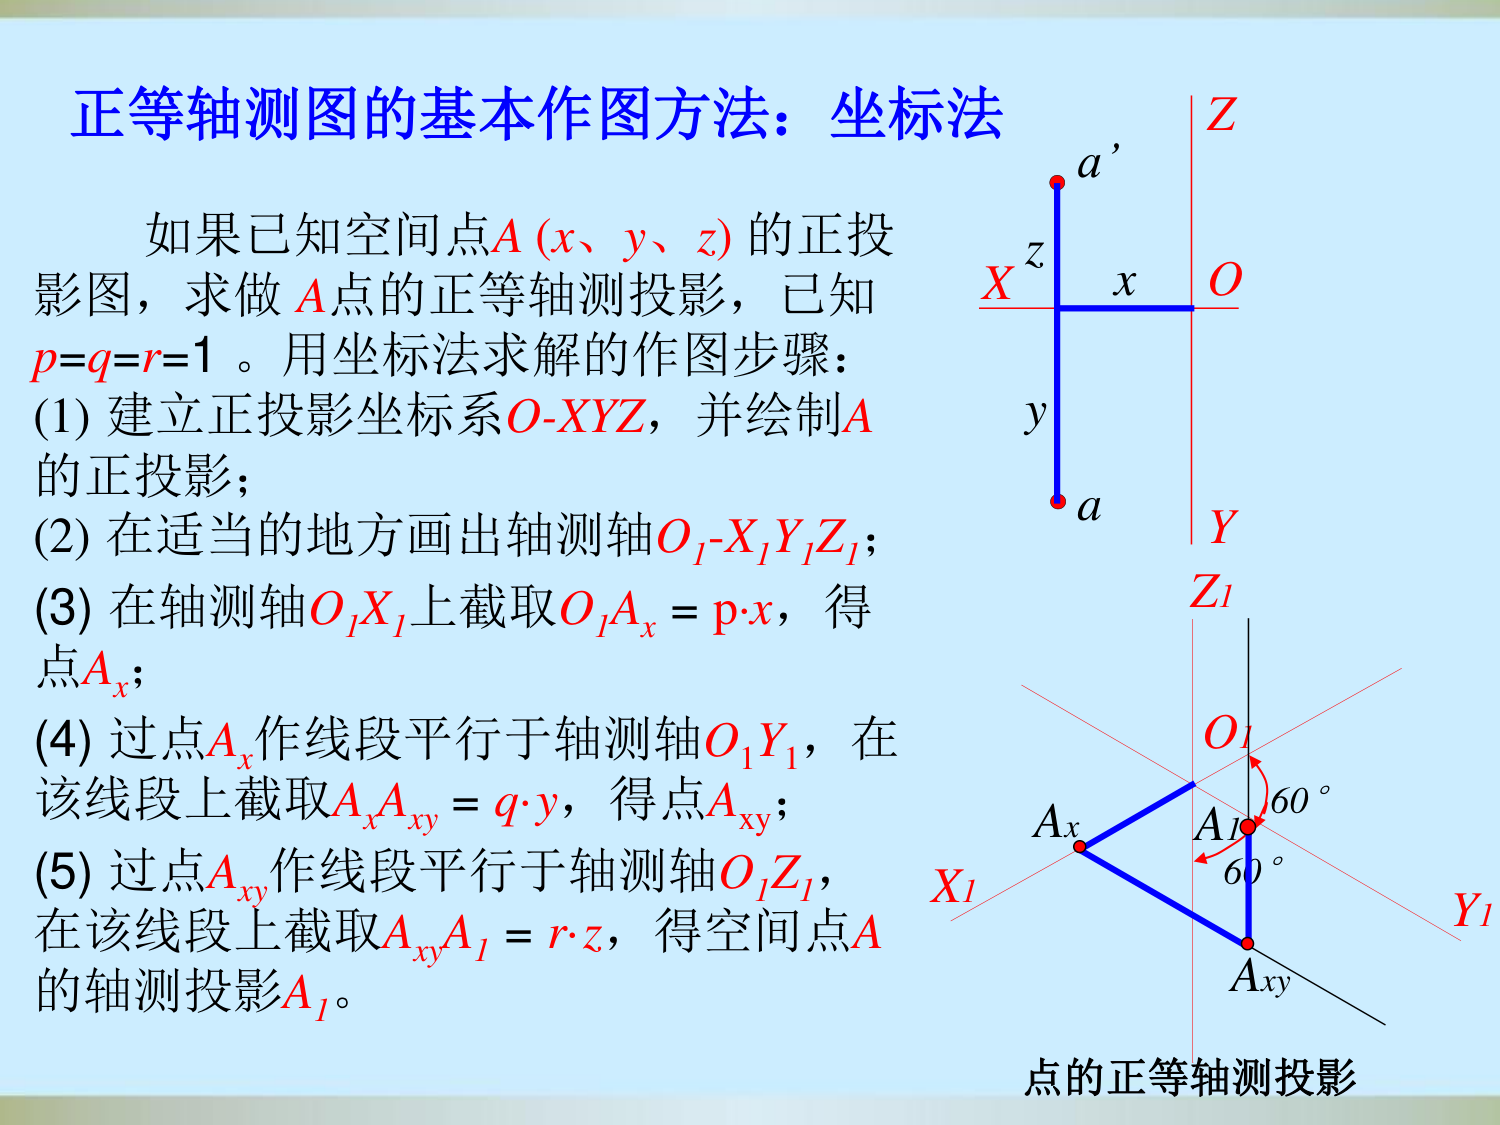 正等轴测图的基本作图方法：坐标法
如果已知空间点A (x、y、z) 的正投
影图，求做 A点的正等轴测投影，已知
p=q=r=1 。用坐标法求解的作图步骤：
(1) 建立正投影坐标系O-XYZ，并绘制A
的正投影；
(2) 在适当的地方画出轴测轴O1-X1Y1Z1；
(3) 在轴测轴O1X1上截取O1Ax = p·x，得
点Ax；
(4) 过点Ax作线段平行于轴测轴O1Y1，在
该线段上截取AxAxy = q·y，得点Axy；
(5) 过点Axy作线段平行于轴测轴O1Z1，
在该线段上截取AxyA1 = r·z，得空间点A
的轴测投影A1。
Z
a’
z
X
x
O
y
a
Y
Z1
O1
60°
Ax
A1
60°
X1
Y1
Axy
点的正等轴测投影